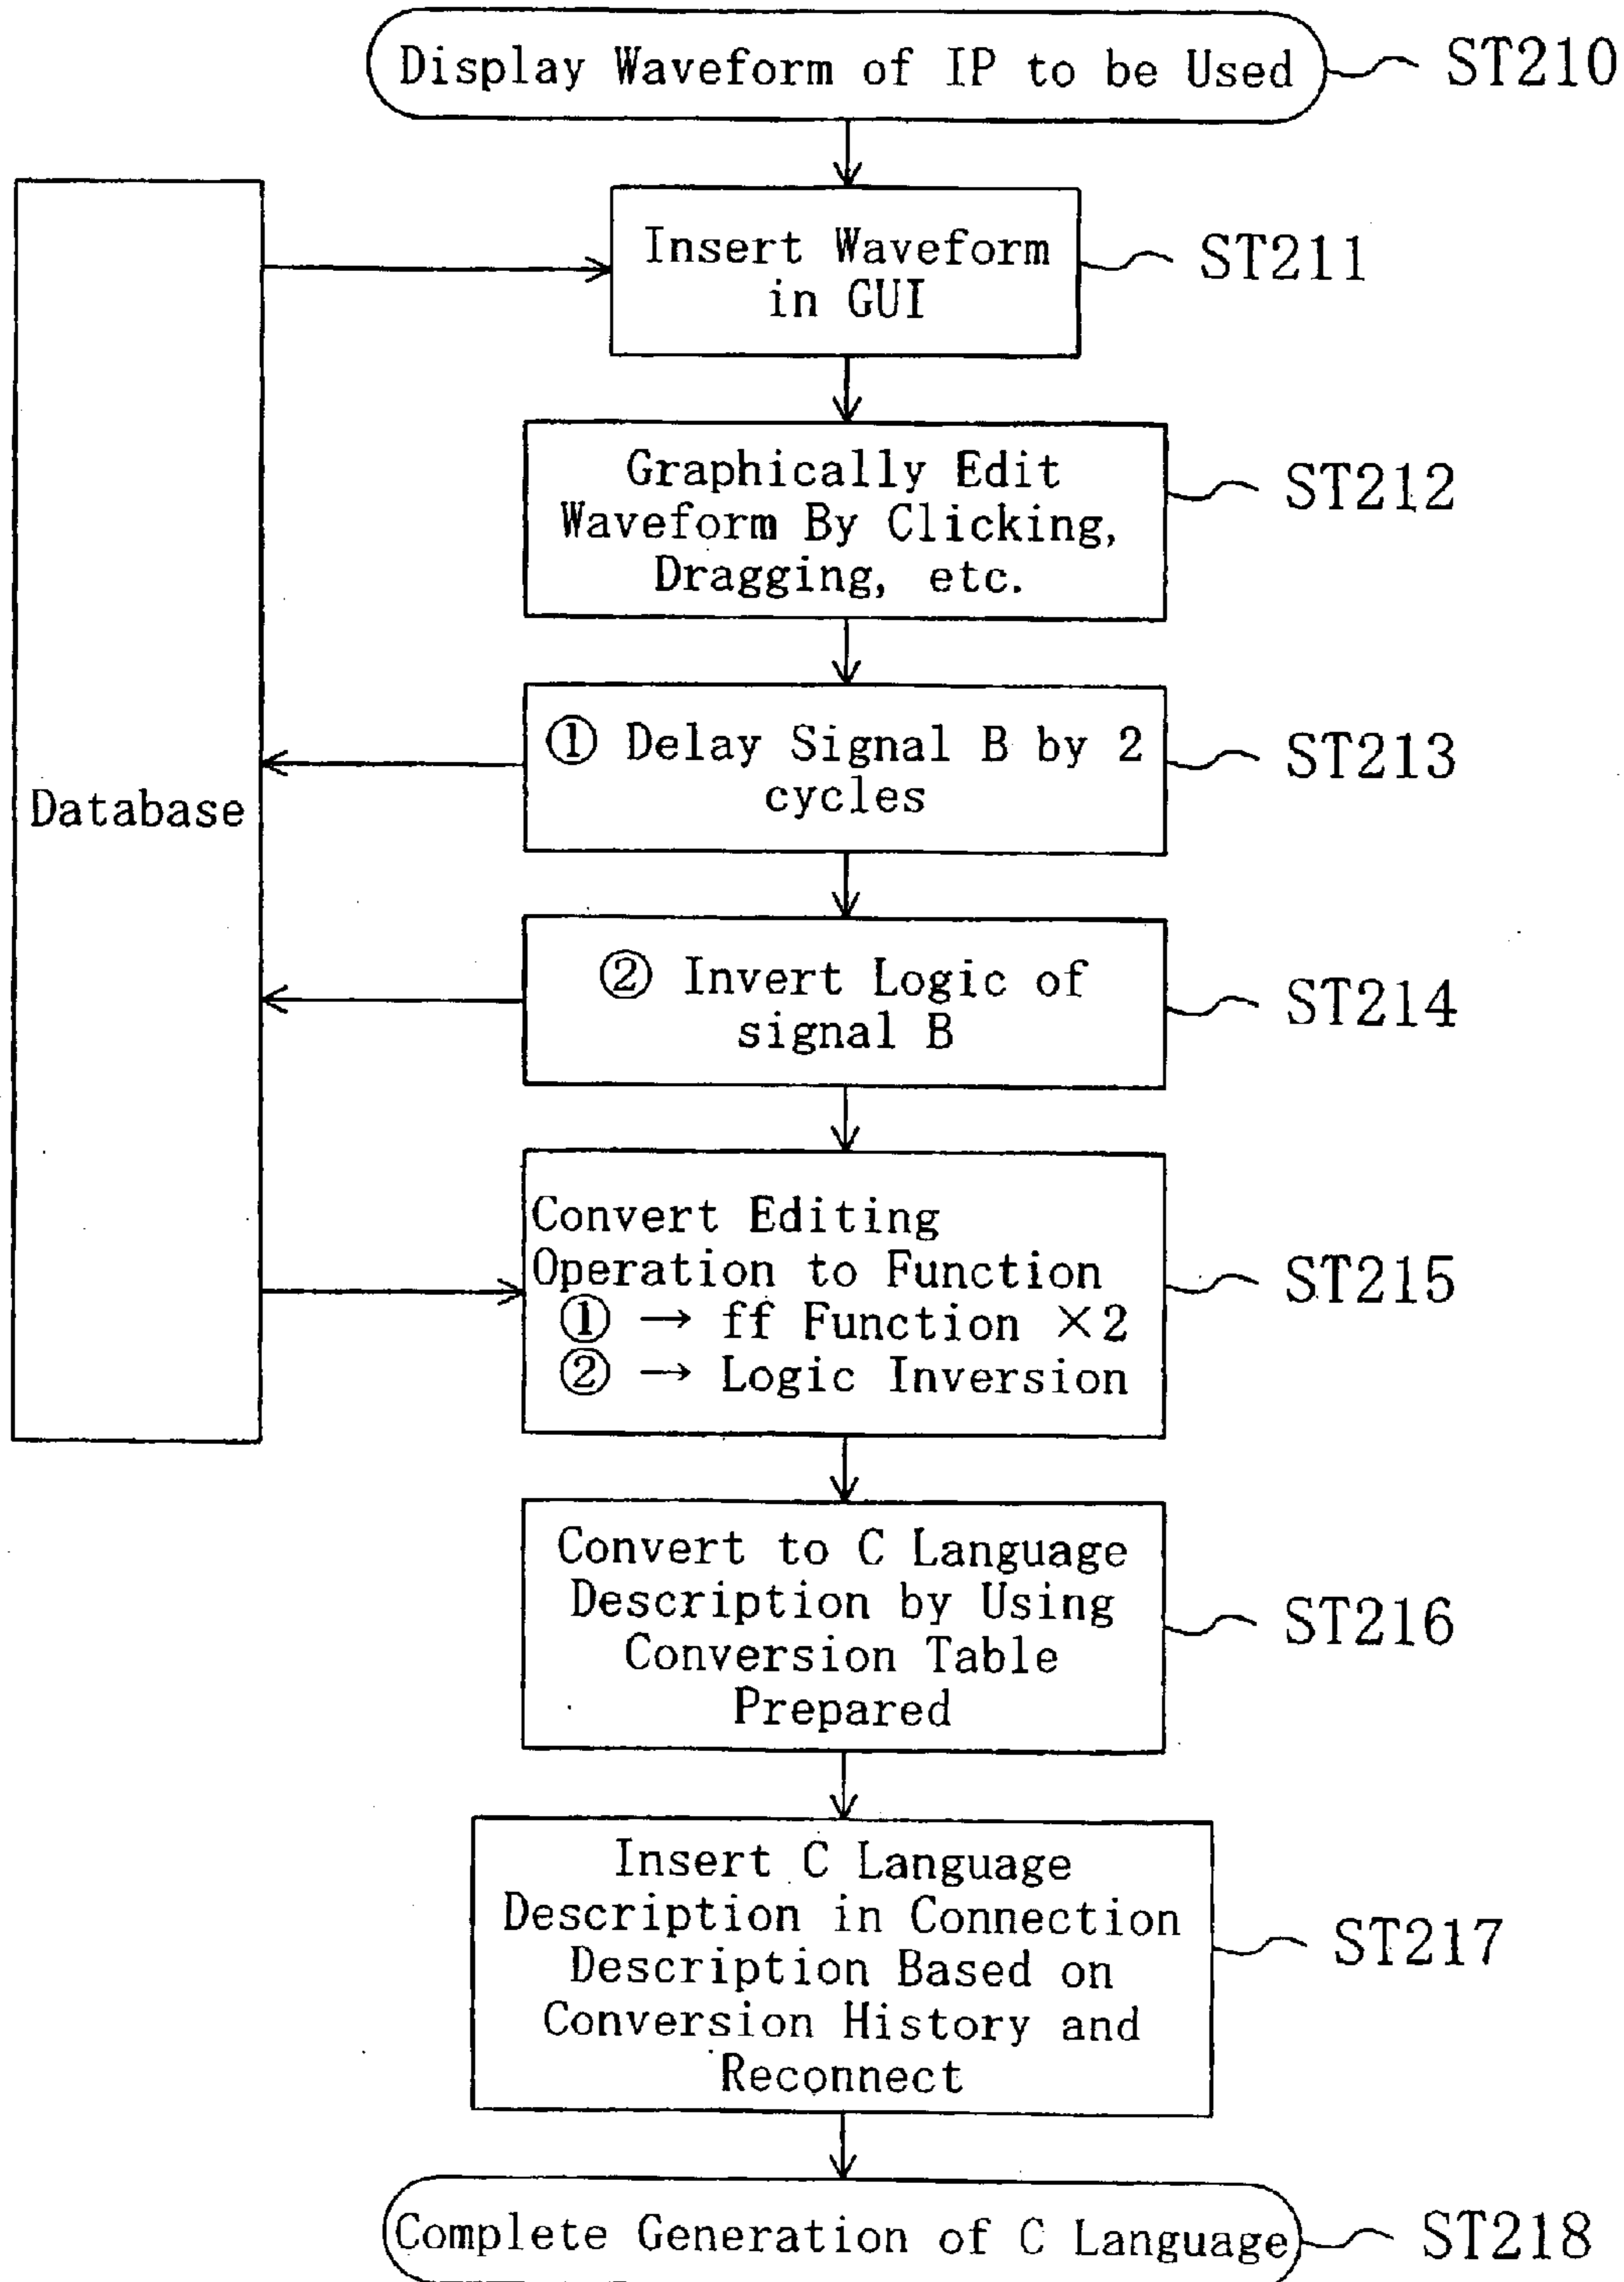 Display Waveform of IP to be Used
ST210
Insert Waveform
in GUI
ST211
Graphically Edit
Waveform By Clicking,
Dragging, etc.
ST212
① Delay Signal B by 2
cycles
ST213
Database
② Invert Logic of
signal B
ST214
Convert Editing
Operation to Function
① → ff Function ×2
② → Logic Inversion
ST215
Convert to C Language
Description by Using
Conversion Table
Prepared
ST216
Insert C Language
Description in Connection
Description Based on
Conversion History and
Reconnect
ST217
Complete Generation of C Language
ST218